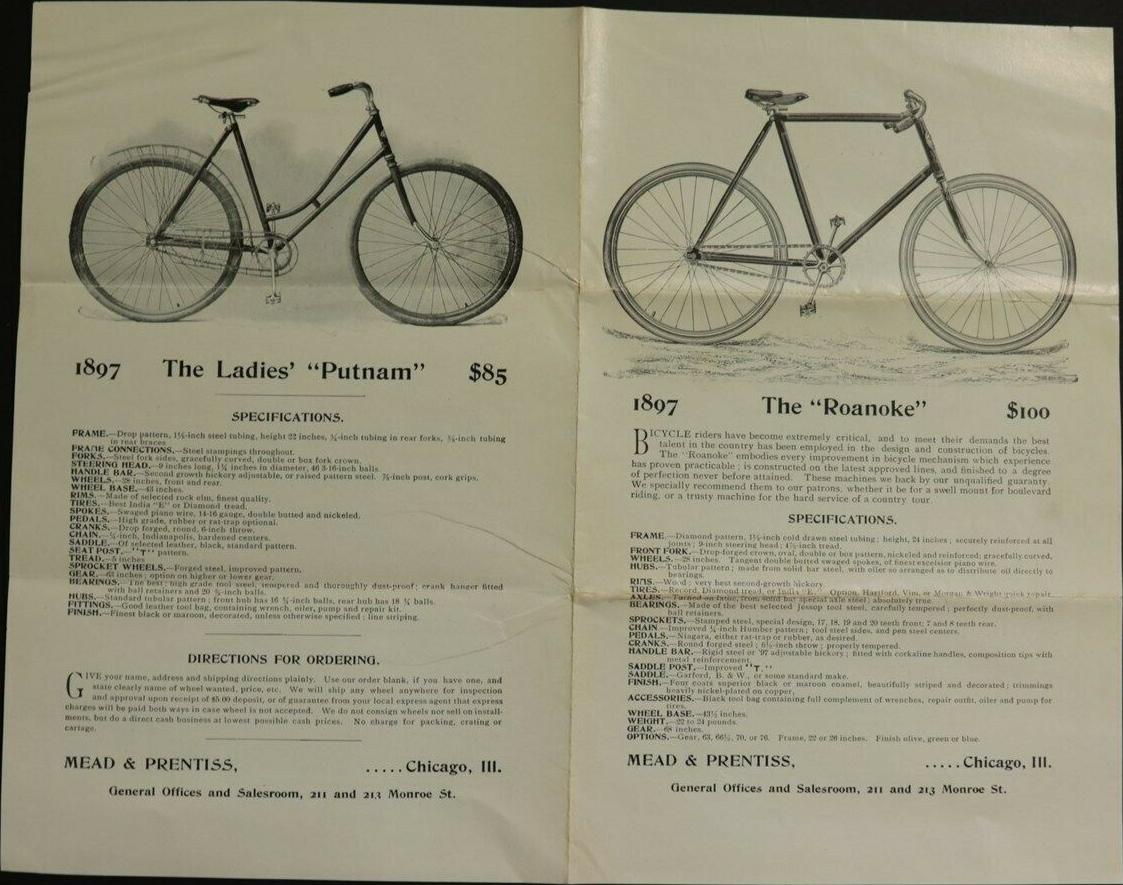 1897 The Ladies' "Putnam" $85
SPECIFICATIONS.
FRAME.—Drop pattern, 1⅛-inch steel tubing, height 22 inches, ¾-inch tubing in rear forks, ⅝-inch tubing
in rear braces
FRAME CONNECTIONS.—Steel stampings throughout.
FORKS.—Steel fork sides, gracefully curved, double or box fork crown.
STEERING HEAD.—9 inches long, 1¼ inches in diameter, 46 3-16-inch balls.
HANDLE BAR.—Second growth hickory adjustable, or raised pattern steel. ⅞-inch post, cork grips.
WHEELS.—28 inches, front and rear.
WHEEL BASE.—43 inches.
RIMS.—Made of selected rock elm, finest quality.
TIRES.—Best India "E" or Diamond tread.
SPOKES.—Swaged piano wire, 14-16 gauge, double butted and nickeled.
PEDALS.—High grade, rubber or rat-trap optional.
CRANKS.—Drop forged, round, 6-inch throw.
CHAIN.—¼-inch, Indianapolis, hardened centers.
SADDLE.—Of selected leather, black, standard pattern.
SEAT POST.—"T" pattern.
TREAD.—5 inches
SPROCKET WHEELS.—Forged steel, improved pattern.
GEAR.—63 inches; option on higher or lower gear.
BEARINGS.—The best; high grade tool steel, tempered and thoroughly dust-proof; crank hanger fitted
with ball retainers and 20 ¼-inch balls.
HUBS.—Standard tubular pattern; front hub has 16 ¼-inch balls, rear hub has 18 ¼ balls.
FITTINGS.—Good leather tool bag, containing wrench, oiler, pump and repair kit.
FINISH.—Finest black or maroon, decorated, unless otherwise specified; line striping.
DIRECTIONS FOR ORDERING.
GIVE your name, address and shipping directions plainly. Use our order blank, if you have one, and
state clearly name of wheel wanted, price, etc. We will ship any wheel anywhere for inspection
and approval upon receipt of $5.00 deposit, or of guarantee from your local express agent that express
charges will be paid both ways in case wheel is not accepted. We do not consign wheels nor sell on install-
ments, but do a direct cash business at lowest possible cash prices. No charge for packing, crating or
cartage.
MEAD & PRENTISS, .....Chicago, Ill.
General Offices and Salesroom, 211 and 213 Monroe St.
1897 The "Roanoke" $100
BICYCLE riders have become extremely critical, and to meet their demands the best
talent in the country has been employed in the design and construction of bicycles.
The "Roanoke" embodies every improvement in bicycle mechanism which experience
has proven practicable; is constructed on the latest approved lines, and finished to a degree
of perfection never before attained. These machines we back by our unqualified guaranty.
We specially recommend them to our patrons, whether it be for a swell mount for boulevard
riding, or a trusty machine for the hard service of a country tour.
SPECIFICATIONS.
FRAME.—Diamond pattern, 1⅛-inch cold drawn steel tubing; height, 24 inches; securely reinforced at all
joints; 9-inch steering head; 4½-inch tread.
FRONT FORK.—Drop-forged crown, oval, double or box pattern, nickeled and reinforced; gracefully curved.
WHEELS.—28 inches. Tangent double butted swaged spokes, of finest excelsior piano wire.
HUBS.—Tubular pattern; made from solid bar steel, with oiler so arranged as to distribute oil directly to
bearings.
RIMS.—Wood; very best second-growth hickory.
TIRES.—Record, Diamond tread, or India "E." Option, Hartford, Vim, or Morgan & Wright quick repair.
AXLES.—Turned on lathe, from solid bar special axle steel; absolutely true.
BEARINGS.—Made of the best selected Jessop tool steel, carefully tempered; perfectly dust-proof, with
ball retainers.
SPROCKETS.—Stamped steel, special design, 17, 18, 19 and 20 teeth front; 7 and 8 teeth rear.
CHAIN.—Improved ¼-inch Humber pattern; tool steel sides, and pen steel centers.
PEDALS.—Niagara, either rat-trap or rubber, as desired.
CRANKS.—Round forged steel; 6½-inch throw; properly tempered.
HANDLE BAR.—Rigid steel or '97 adjustable hickory; fitted with corkaline handles, composition tips with
metal reinforcement.
SADDLE POST.—Improved "T."
SADDLE.—Garford, B. & W., or some standard make.
FINISH.—Four coats superior black or maroon enamel, beautifully striped and decorated; trimmings
heavily nickel-plated on copper.
ACCESSORIES.—Black tool bag containing full complement of wrenches, repair outfit, oiler and pump for
tires.
WHEEL BASE.—43½ inches.
WEIGHT.—22 to 24 pounds.
GEAR.—68 inches.
OPTIONS.—Gear, 63, 66½, 70, or 76. Frame, 22 or 26 inches. Finish olive, green or blue.
MEAD & PRENTISS, .....Chicago, Ill.
General Offices and Salesroom, 211 and 213 Monroe St.